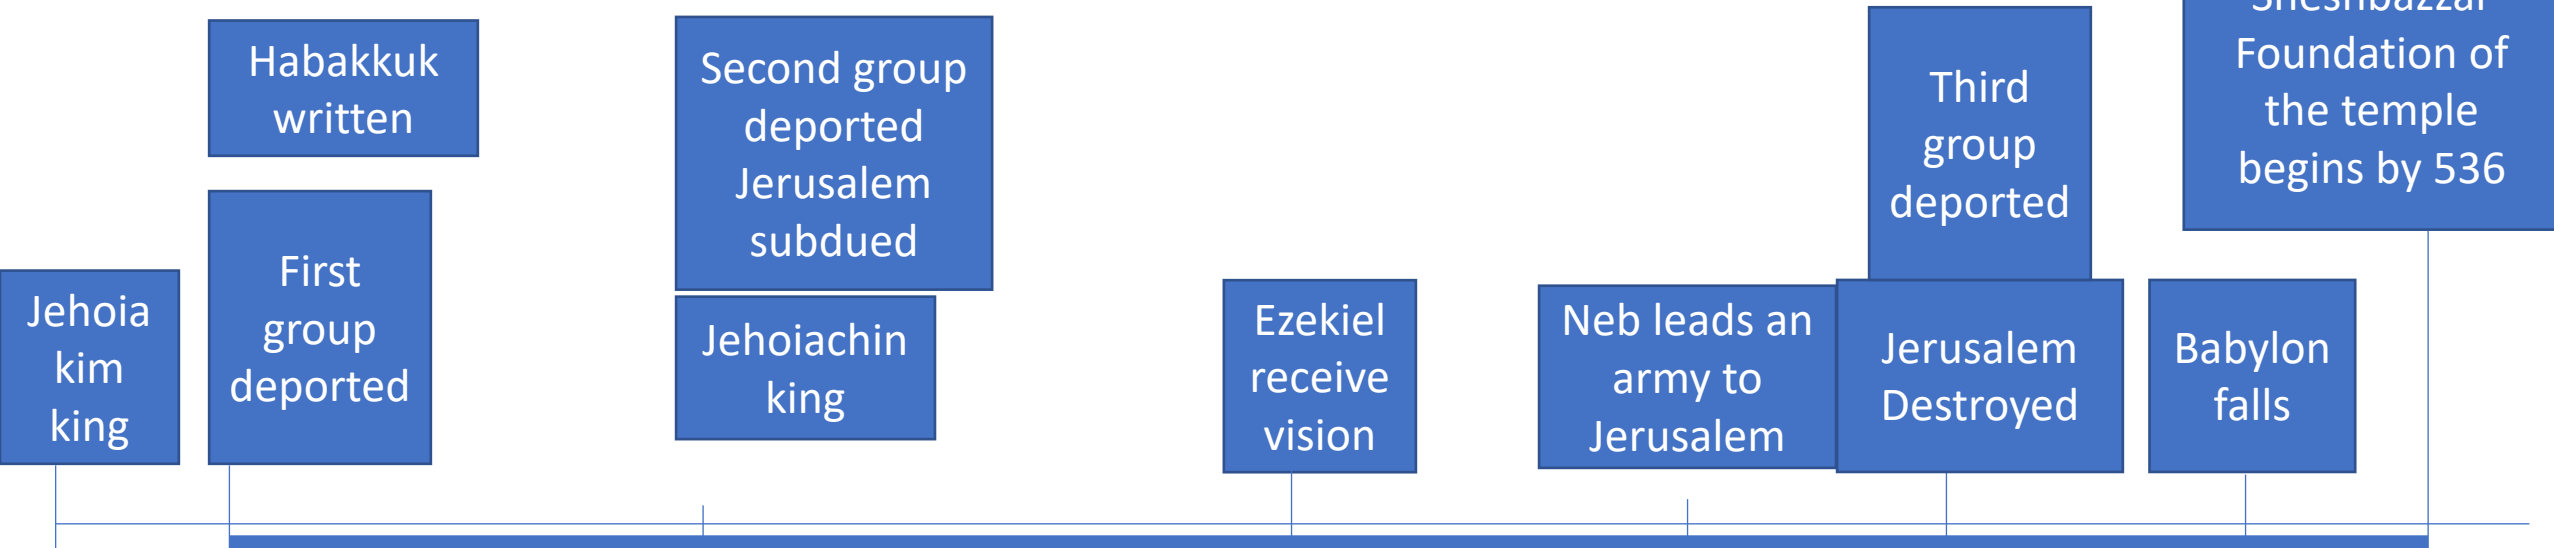 Jehoia
kim
king
Habakkuk
written
First
group
deported
Second group
deported
Jerusalem
subdued
Jehoiachin
king
Ezekiel
receive
vision
Neb leads an
army to
Jerusalem
Third
group
deported
Jerusalem
Destroyed
Babylon
falls
Sheshbazzar
Foundation of
the temple
begins by 536